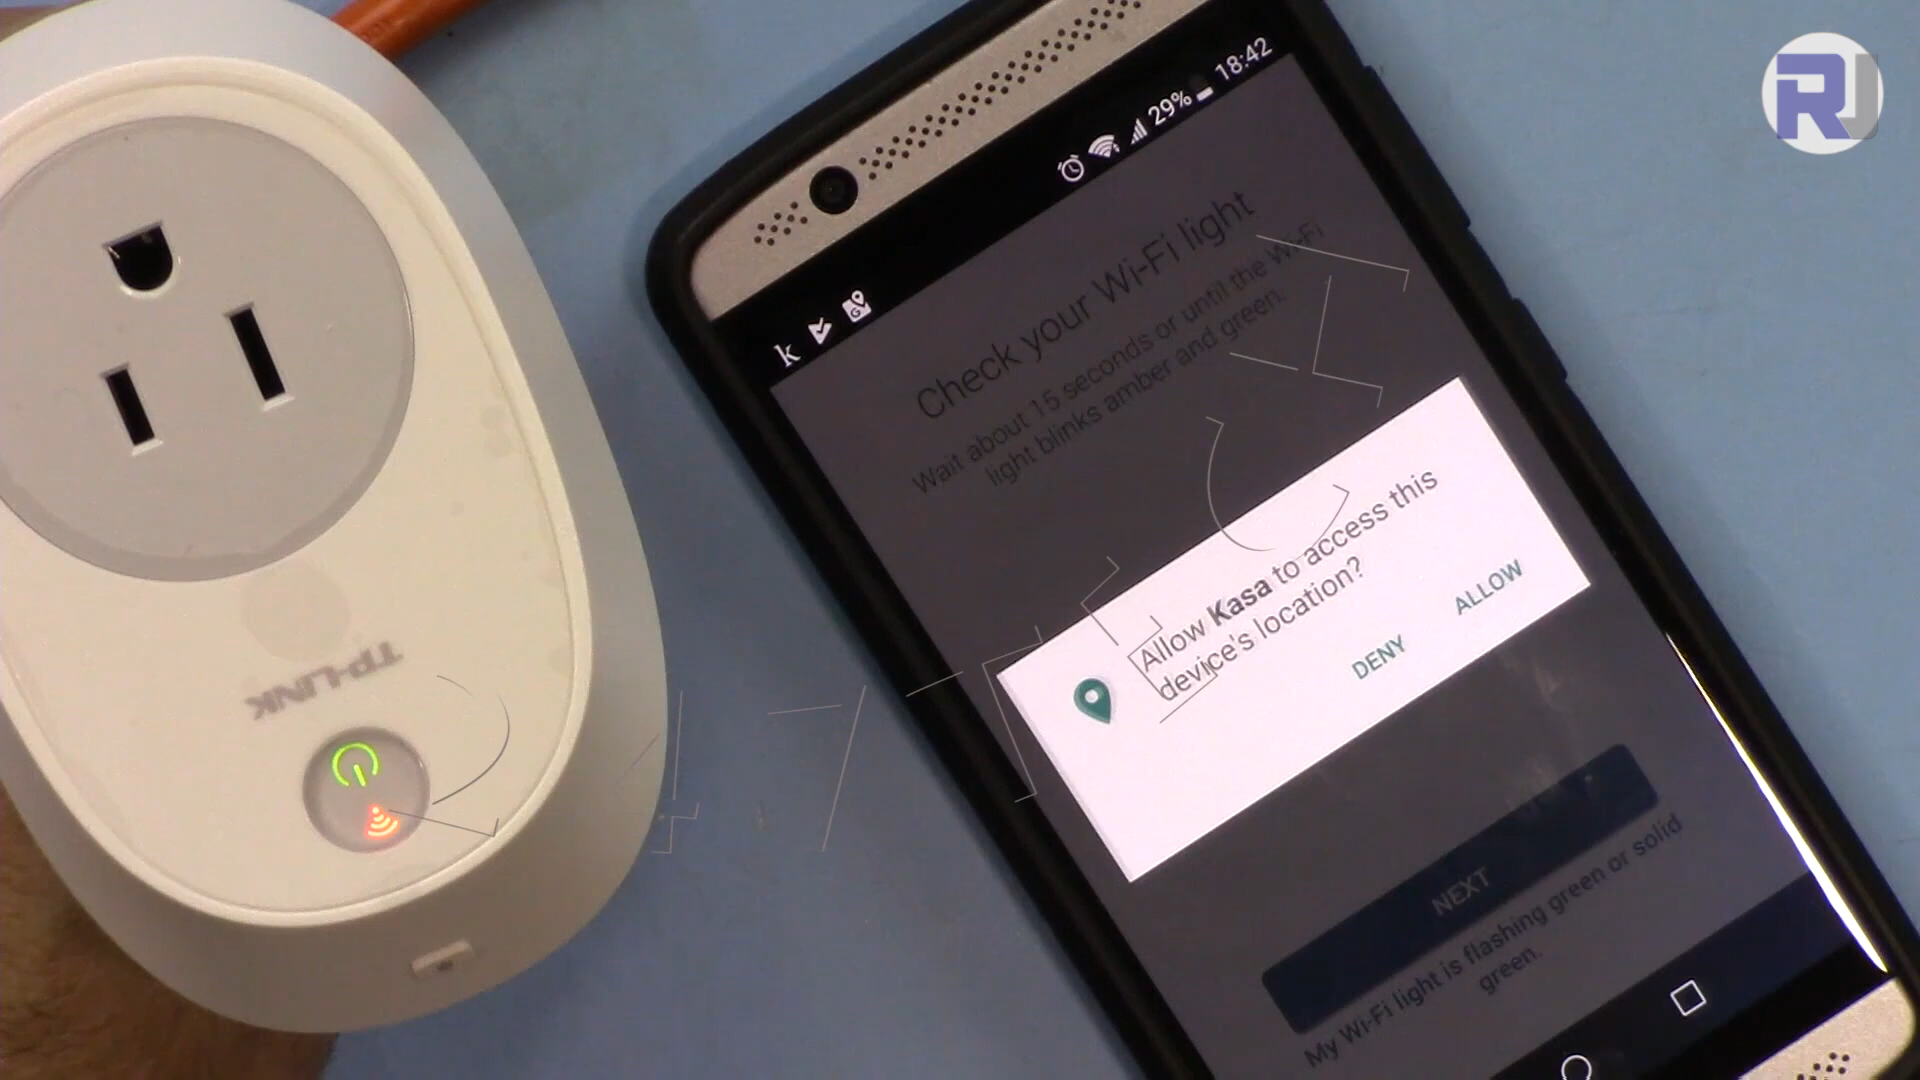 TP-LINK
18:42
29%
k
G
Check your Wi-Fi light
Wait about 15 seconds or until the Wi-Fi
light blinks amber and green.
Allow Kasa to access this
device's location?
DENY
ALLOW
NEXT
My Wi-Fi light is flashing green or solid
green.
RJ